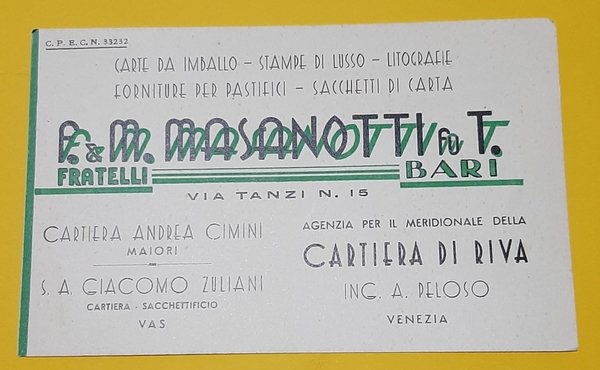 C. P. E. C. N. 33232
CARTE DA IMBALLO - STAMPE DI LUSSO - LITOGRAFIE
FORNITURE PER PASTIFICI - SACCHETTI DI CARTA
F. & M. MASANOTTI FU T.
FRATELLI
BARI
VIA TANZI N. 15
CARTIERA ANDREA CIMINI
MAIORI
S. A. GIACOMO ZULIANI
CARTIERA - SACCHETTIFICIO
VAS
AGENZIA PER IL MERIDIONALE DELLA
CARTIERA DI RIVA
ING. A. PELOSO
VENEZIA